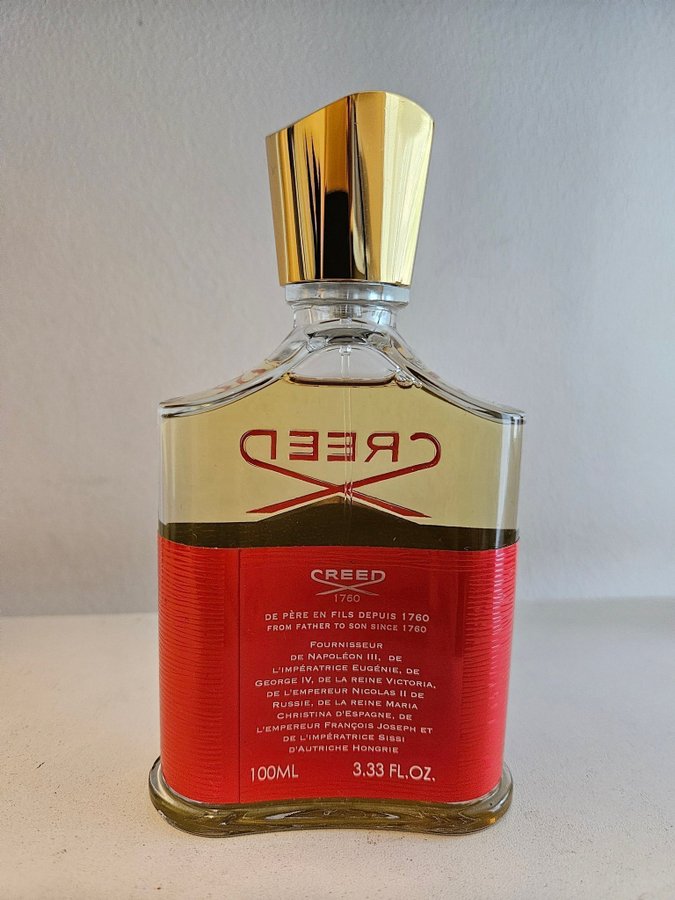 CREED
CREED
1760
DE PÈRE EN FILS DEPUIS 1760
FROM FATHER TO SON SINCE 1760
FOURNISSEUR
DE NAPOLÉON III, DE
L'IMPÉRATRICE EUGÉNIE, DE
GEORGE IV, DE LA REINE VICTORIA,
DE L'EMPEREUR NICOLAS II DE
RUSSIE, DE LA REINE MARIA
CHRISTINA D'ESPAGNE, DE
L'EMPEREUR FRANÇOIS JOSEPH ET
DE L'IMPÉRATRICE SISSI
D'AUTRICHE HONGRIE
100ML 3.33 FL.OZ.